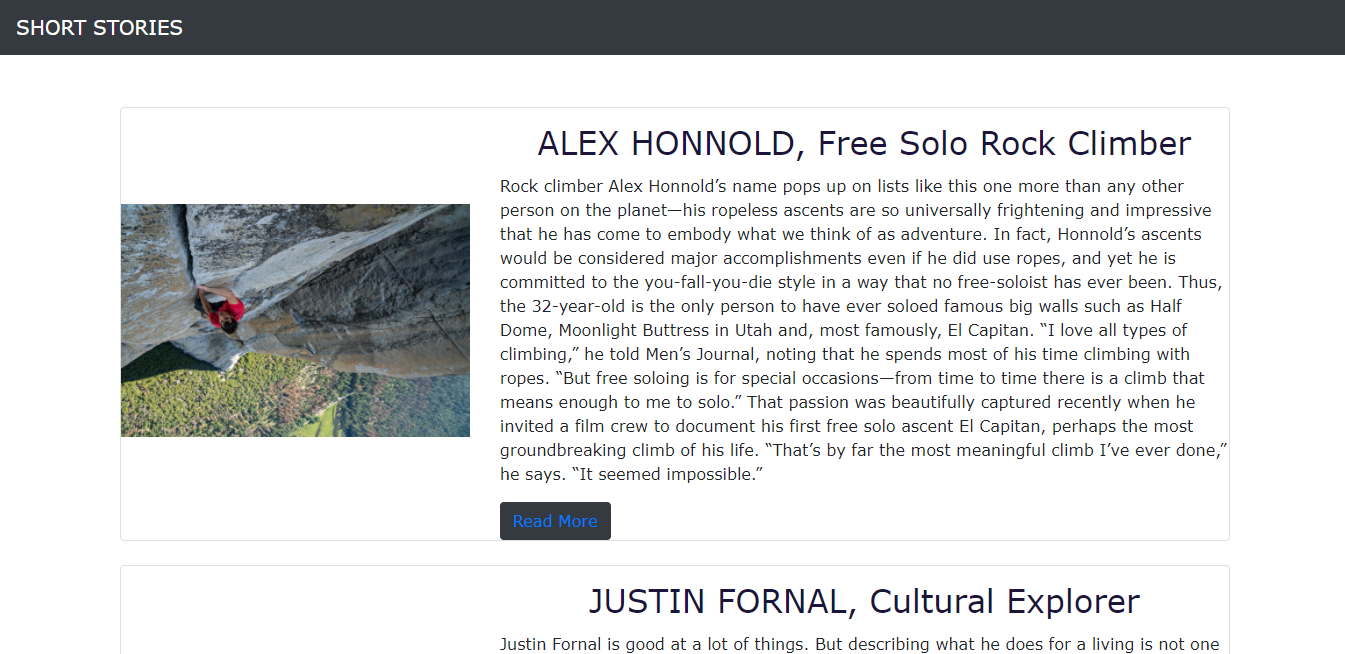 SHORT STORIES
ALEX HONNOLD, Free Solo Rock Climber
Rock climber Alex Honnold’s name pops up on lists like this one more than any other
person on the planet—his ropeless ascents are so universally frightening and impressive
that he has come to embody what we think of as adventure. In fact, Honnold’s ascents
would be considered major accomplishments even if he did use ropes, and yet he is
committed to the you-fall-you-die style in a way that no free-soloist has ever been. Thus,
the 32-year-old is the only person to have ever soloed famous big walls such as Half
Dome, Moonlight Buttress in Utah and, most famously, El Capitan. “I love all types of
climbing,” he told Men’s Journal, noting that he spends most of his time climbing with
ropes. “But free soloing is for special occasions—from time to time there is a climb that
means enough to me to solo.” That passion was beautifully captured recently when he
invited a film crew to document his first free solo ascent El Capitan, perhaps the most
groundbreaking climb of his life. “That’s by far the most meaningful climb I’ve ever done,”
he says. “It seemed impossible.”
Read More
JUSTIN FORNAL, Cultural Explorer
Justin Fornal is good at a lot of things. But describing what he does for a living is not one